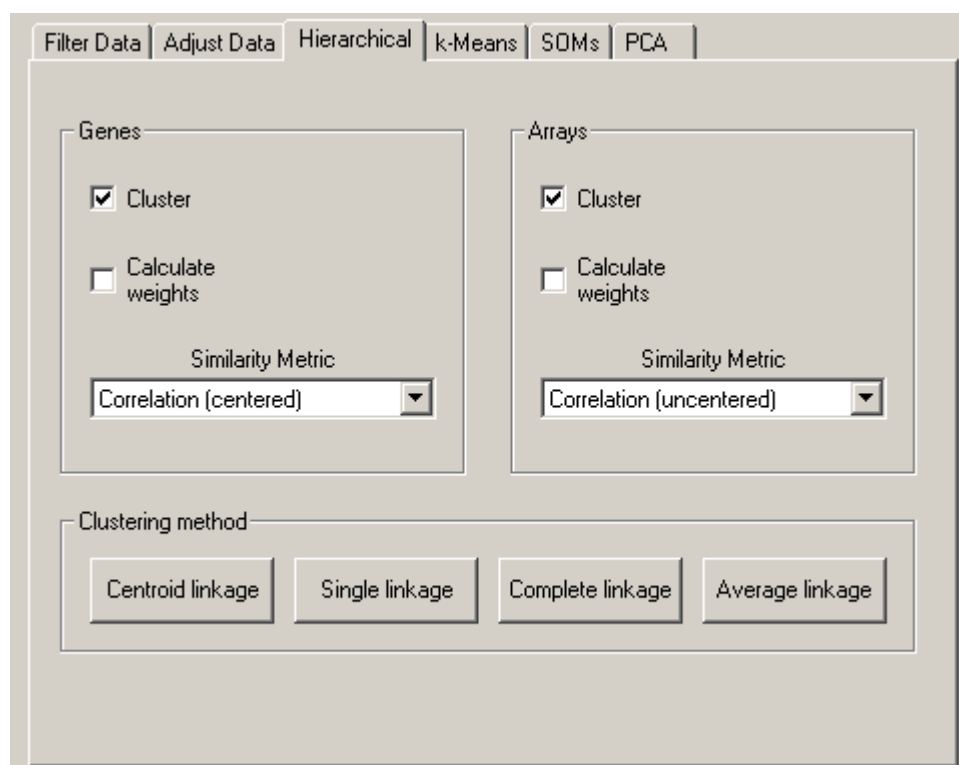 Filter Data Adjust Data Hierarchical k-Means SOMs PCA
Genes
Cluster
Calculate
weights
Similarity Metric
Correlation (centered)
Arrays
Cluster
Calculate
weights
Similarity Metric
Correlation (uncentered)
Clustering method
Centroid linkage Single linkage Complete linkage Average linkage